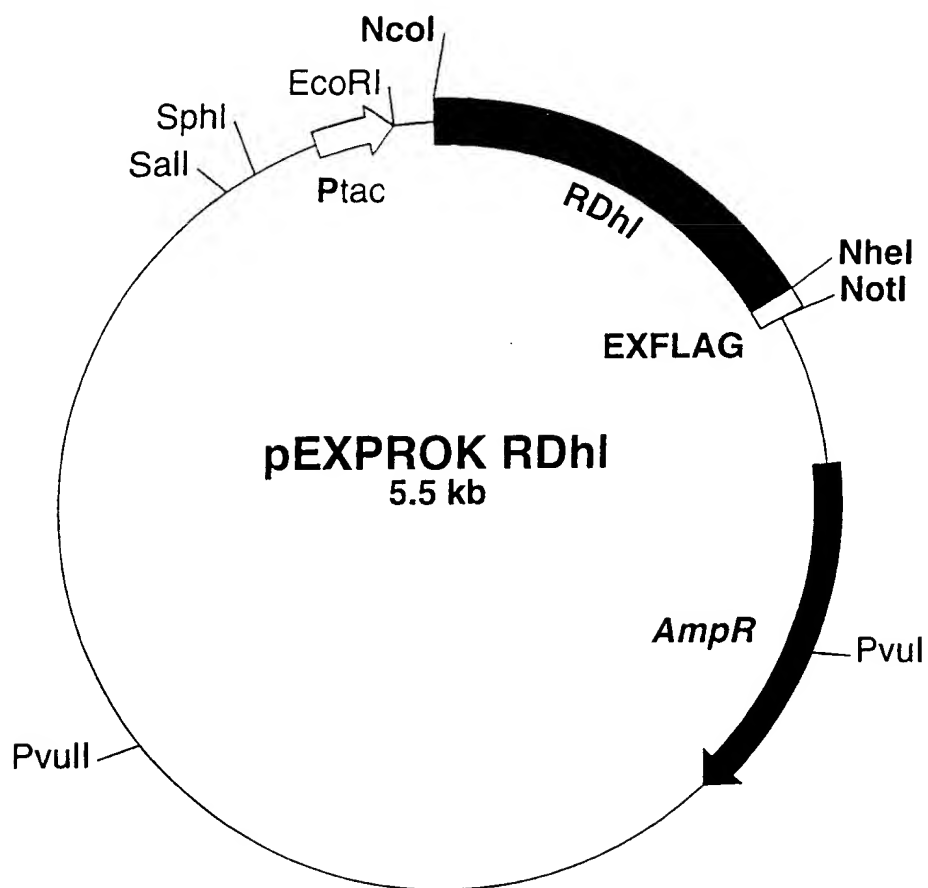 NcoI
EcoRI
SphI
SalI
Ptac
RDhI
NheI
NotI
EXFLAG
pEXPROK RDhI
5.5 kb
AmpR
PvuI
PvuII